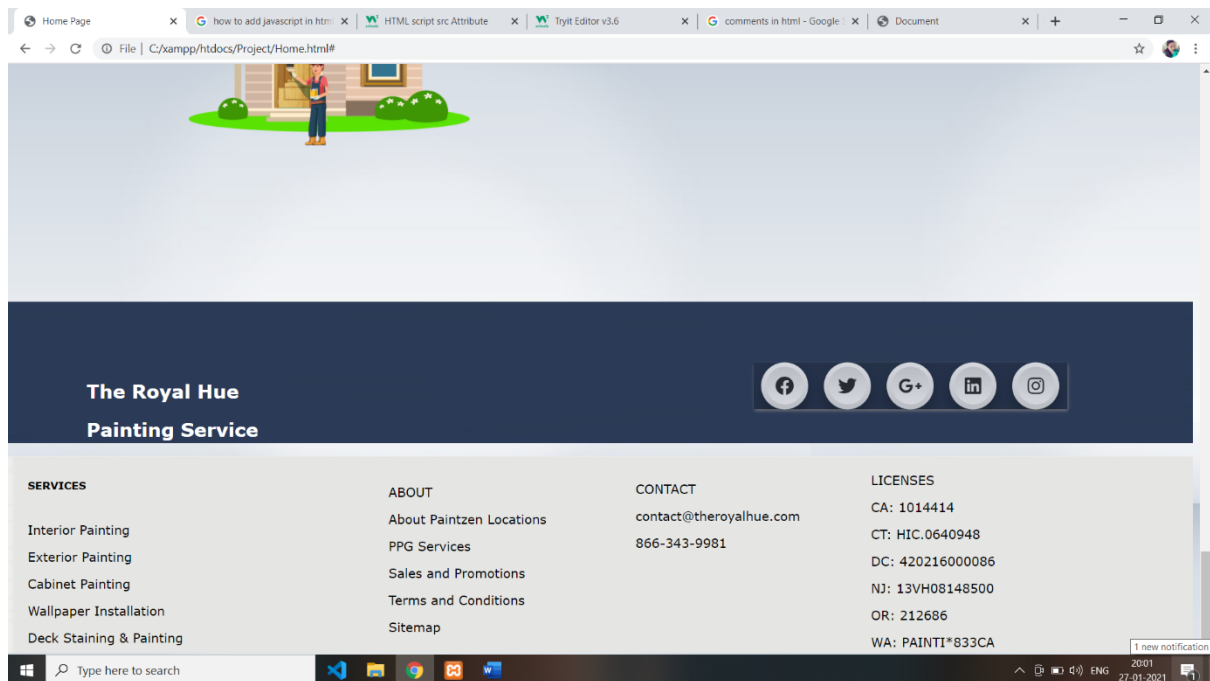 Home Page
how to add javascript in htm
HTML script src Attribute
Tryit Editor v3.6
comments in html - Google
Document
File | C:/xampp/htdocs/Project/Home.html#
The Royal Hue
Painting Service
SERVICES
Interior Painting
Exterior Painting
Cabinet Painting
Wallpaper Installation
Deck Staining & Painting
ABOUT
About Paintzen Locations
PPG Services
Sales and Promotions
Terms and Conditions
Sitemap
CONTACT
contact@theroyalhue.com
866-343-9981
LICENSES
CA: 1014414
CT: HIC.0640948
DC: 420216000086
NJ: 13VH08148500
OR: 212686
WA: PAINTI*833CA
1 new notification
Type here to search
ENG
20:01
27-01-2021